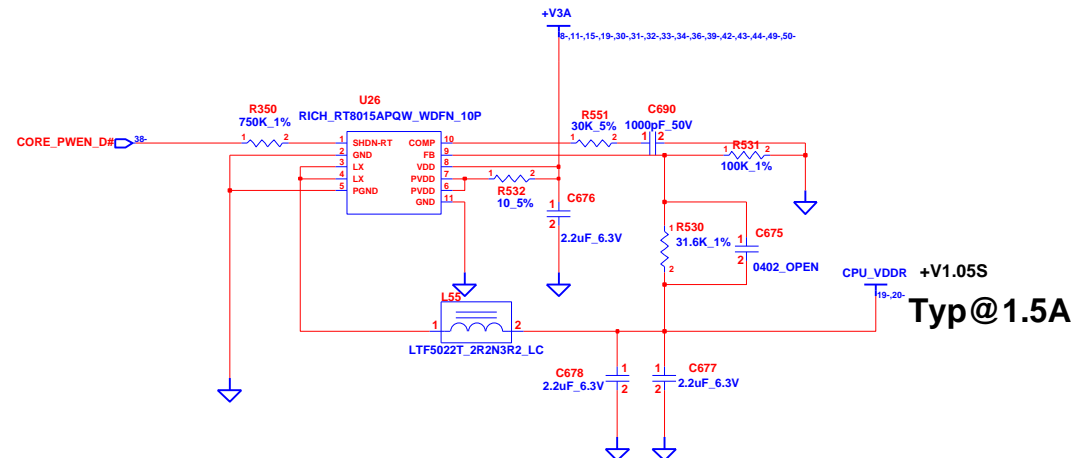 +V3A
8-,11-,15-,19-,30-,31-,32-,33-,34-,36-,39-,42-,43-,44-,49-,50-
U26
RICH_RT8015APQW_WDFN_10P
R350
750K_1%
1
2
CORE_PWEN_D#
38-
1 SHDN-RT COMP 10
2 GND FB 9
3 LX VDD 8
4 LX PVDD 7
5 PGND PVDD 6
GND 11
R551
30K_5%
1
2
C690
1000pF_50V
1
2
R531
1
2
100K_1%
1
2
R532
10_5%
C676
1
2
2.2uF_6.3V
R530
1
31.6K_1%
2
C675
1
2
0402_OPEN
CPU_VDDR
+V1.05S
19-,20-
Typ@1.5A
L55
1
2
LTF5022T_2R2N3R2_LC
C678
2.2uF_6.3V
1
2
C677
1
2.2uF_6.3V
2